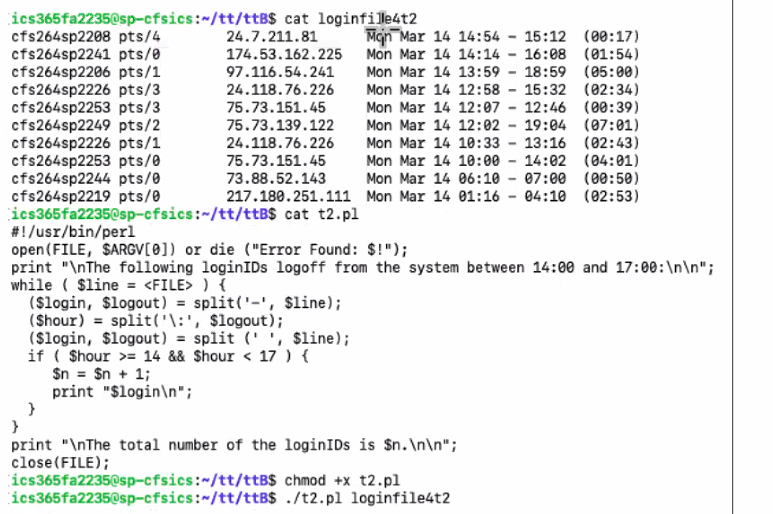 ics365fa2235@sp-cfsics:~/tt/ttB$ cat loginfile4t2
cfs264sp2208 pts/4        24.7.211.81      Mon Mar 14 14:54 - 15:12  (00:17)
cfs264sp2241 pts/0        174.53.162.225   Mon Mar 14 14:14 - 16:08  (01:54)
cfs264sp2206 pts/1        97.116.54.241    Mon Mar 14 13:59 - 18:59  (05:00)
cfs264sp2226 pts/3        24.118.76.226    Mon Mar 14 12:58 - 15:32  (02:34)
cfs264sp2253 pts/3        75.73.151.45     Mon Mar 14 12:07 - 12:46  (00:39)
cfs264sp2249 pts/2        75.73.139.122    Mon Mar 14 12:02 - 19:04  (07:01)
cfs264sp2226 pts/1        24.118.76.226    Mon Mar 14 10:33 - 13:16  (02:43)
cfs264sp2253 pts/0        75.73.151.45     Mon Mar 14 10:00 - 14:02  (04:01)
cfs264sp2244 pts/0        73.88.52.143     Mon Mar 14 06:10 - 07:00  (00:50)
cfs264sp2219 pts/0        217.180.251.111  Mon Mar 14 01:16 - 04:10  (02:53)
ics365fa2235@sp-cfsics:~/tt/ttB$ cat t2.pl
#!/usr/bin/perl
open(FILE, $ARGV[0]) or die ("Error Found: $!");
print "\nThe following loginIDs logoff from the system between 14:00 and 17:00:\n\n";
while ( $line = <FILE> ) {
  ($login, $logout) = split('-', $line);
  ($hour) = split('\:', $logout);
  ($login, $logout) = split (' ', $line);
  if ( $hour >= 14 && $hour < 17 ) {
     $n = $n + 1;
     print "$login\n";
  }
}
print "\nThe total number of the loginIDs is $n.\n\n";
close(FILE);
ics365fa2235@sp-cfsics:~/tt/ttB$ chmod +x t2.pl
ics365fa2235@sp-cfsics:~/tt/ttB$ ./t2.pl loginfile4t2